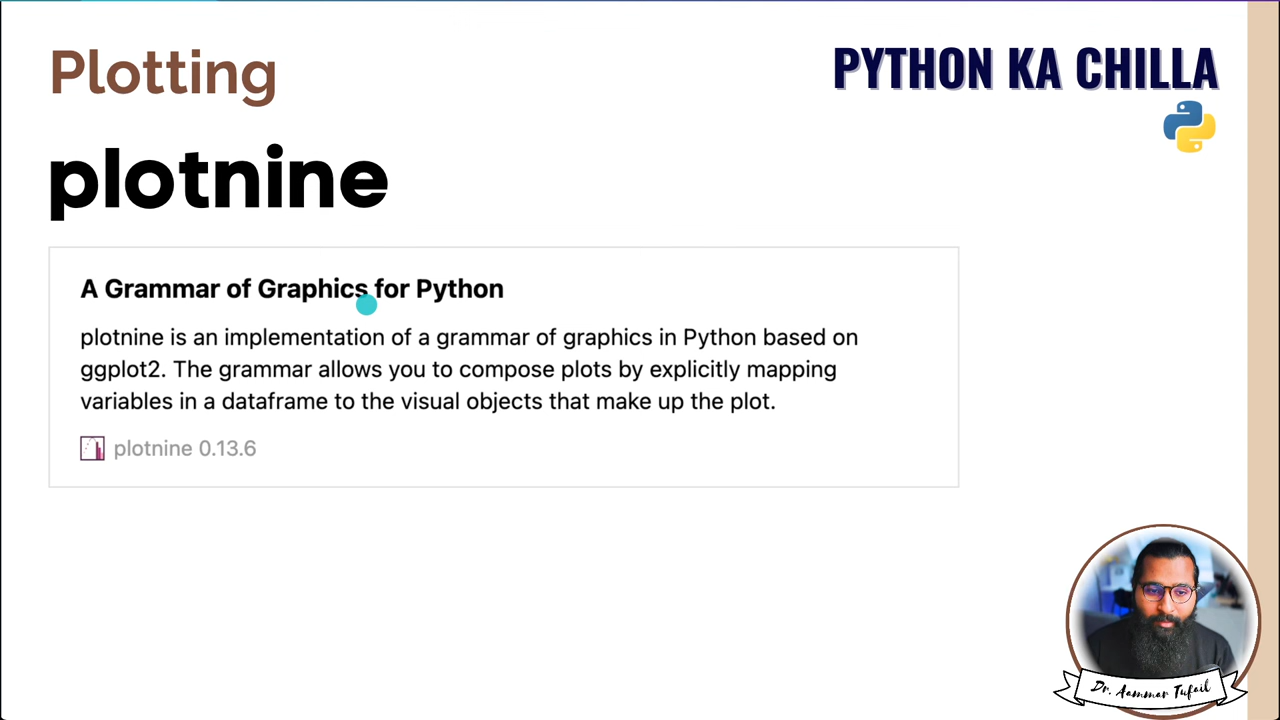 Plotting
PYTHON KA CHILLA
plotnine
A Grammar of Graphics for Python
plotnine is an implementation of a grammar of graphics in Python based on
ggplot2. The grammar allows you to compose plots by explicitly mapping
variables in a dataframe to the visual objects that make up the plot.
plotnine 0.13.6
Dr. Aammar Tufail